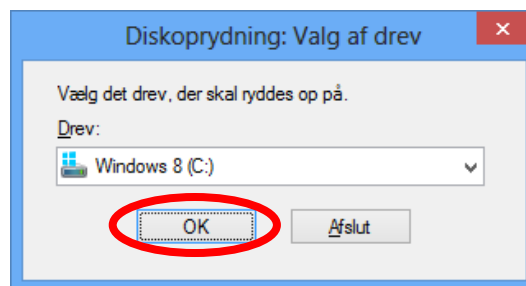 Diskoprydning: Valg af drev
Vælg det drev, der skal ryddes op på.
Drev:
Windows 8 (C:)
OK Afslut